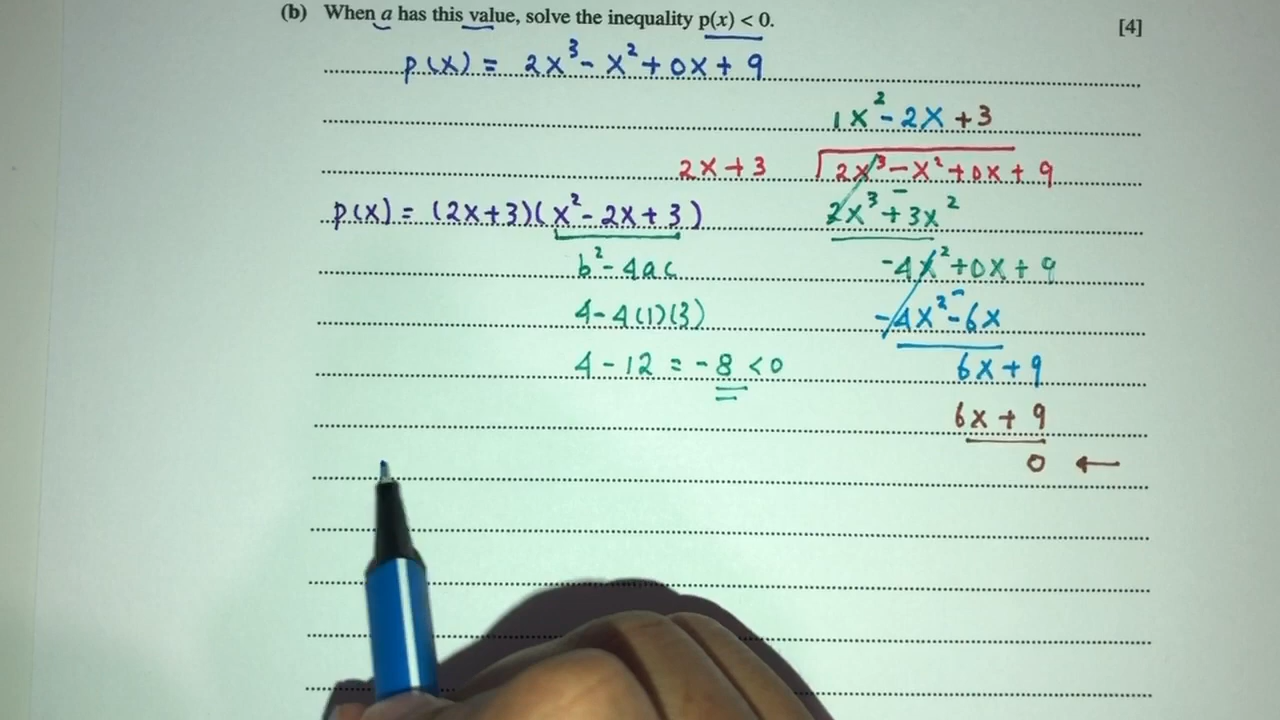 (b) When a has this value, solve the inequality p(x) < 0.
[4]
p(x) = 2x³ - x² + 0x + 9
1x² - 2x + 3
2x + 3
2x³ - x² + 0x + 9
p(x) = (2x+3)(x² - 2x + 3)
2x³ + 3x²
b² - 4ac
-4x² + 0x + 9
4 - 4(1)(3)
-4x² - 6x
4 - 12 = -8 < 0
6x + 9
6x + 9
0 ←